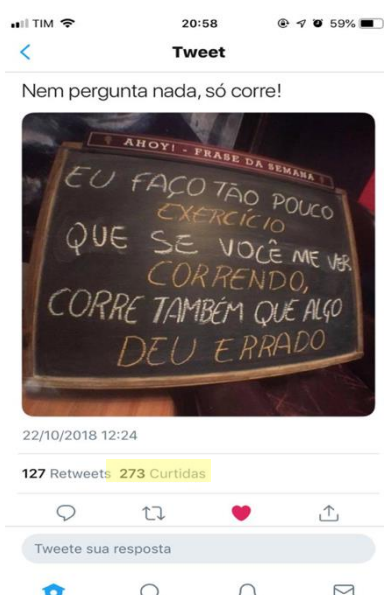 TIM 20:58 59%
Tweet
Nem pergunta nada, só corre!
AHOY! - FRASE DA SEMANA
EU FAÇO TÃO POUCO
EXERCÍCIO
QUE SE VOCÊ ME VER
CORRENDO,
CORRE TAMBÉM QUE ALGO
DEU ERRADO
22/10/2018 12:24
127 Retweets 273 Curtidas
Tweete sua resposta